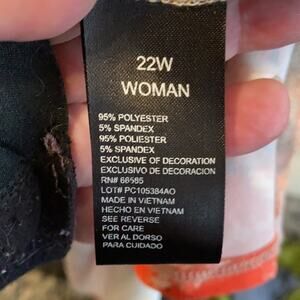 22W
WOMAN
95% POLYESTER
5% SPANDEX
95% POLIESTER
5% SPANDEX
EXCLUSIVE OF DECORATION
EXCLUSIVO DE DECORACION
RN# 66565
LOT# PC105384AO
MADE IN VIETNAM
HECHO EN VIETNAM
SEE REVERSE
FOR CARE
VER AL DORSO
PARA CUIDADO